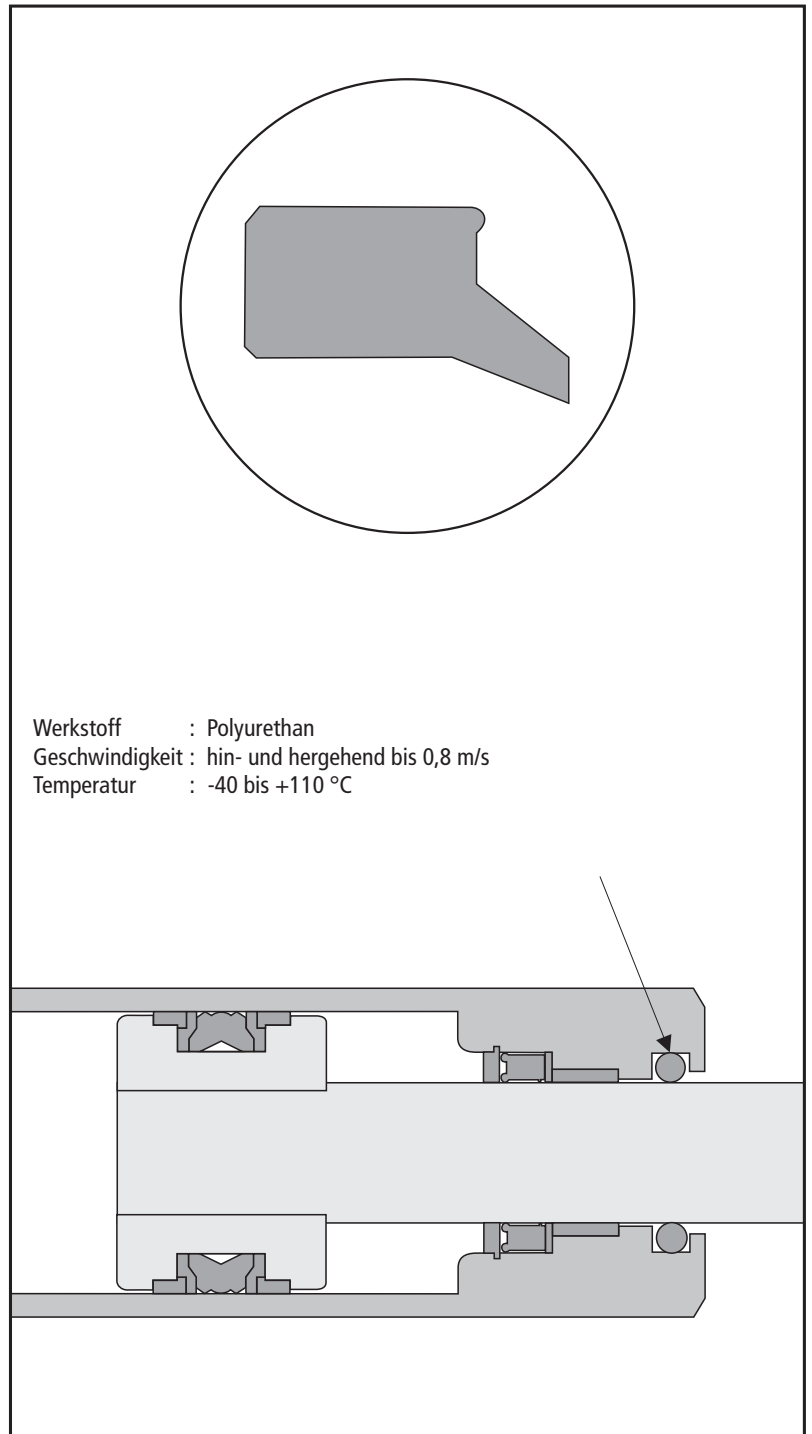 Werkstoff : Polyurethan
Geschwindigkeit : hin- und hergehend bis 0,8 m/s
Temperatur : -40 bis +110 °C